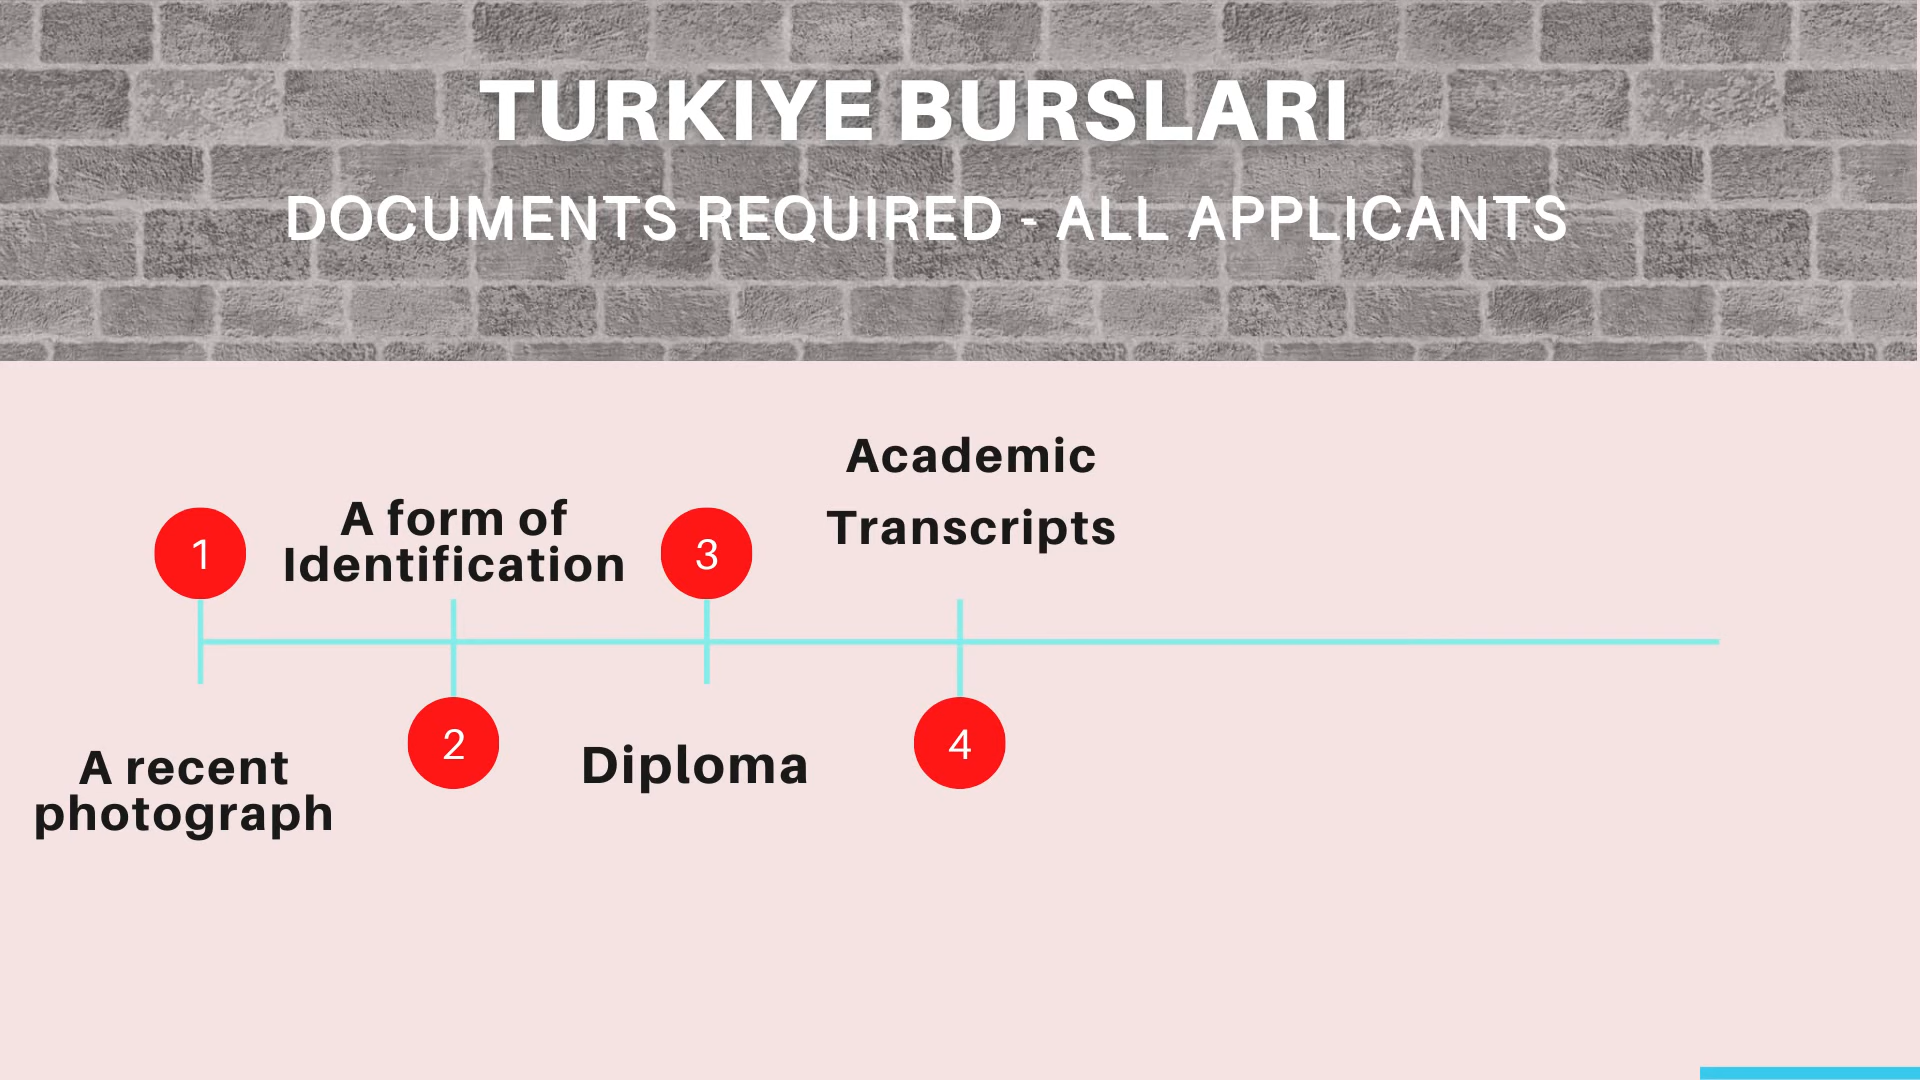 TURKIYE BURSLARI
DOCUMENTS REQUIRED - ALL APPLICANTS
1
A recent
photograph
2
A form of
Identification
3
Diploma
4
Academic
Transcripts